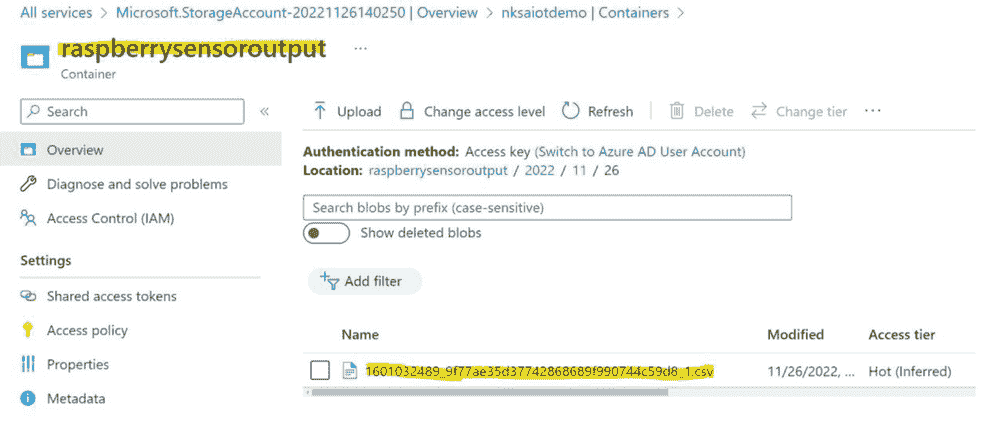 All services > Microsoft.StorageAccount-20221126140250 | Overview > nksaiotdemo | Containers >
raspberrysensoroutput ...
Container
Search «
Upload Change access level Refresh Delete Change tier ...
Overview
Authentication method: Access key (Switch to Azure AD User Account)
Location: raspberrysensoroutput / 2022 / 11 / 26
Diagnose and solve problems
Access Control (IAM)
Search blobs by prefix (case-sensitive)
Show deleted blobs
Settings
Add filter
Shared access tokens
Access policy
Name Modified Access tier
Properties
1601032489_9f77ae35d37742868689f990744c59d8_1.csv 11/26/2022, ... Hot (Inferred)
Metadata